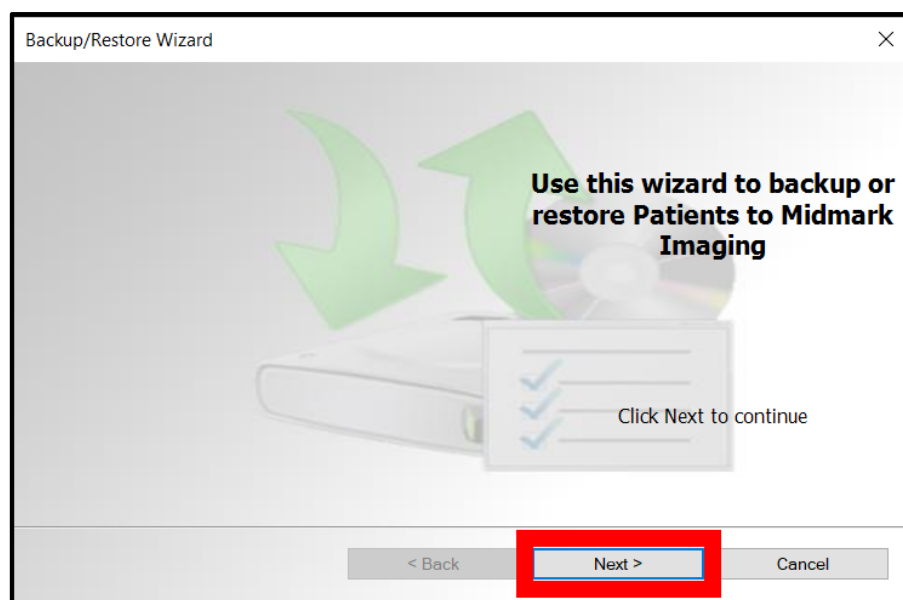 Backup/Restore Wizard
Use this wizard to backup or
restore Patients to Midmark
Imaging
Click Next to continue
< Back
Next >
Cancel